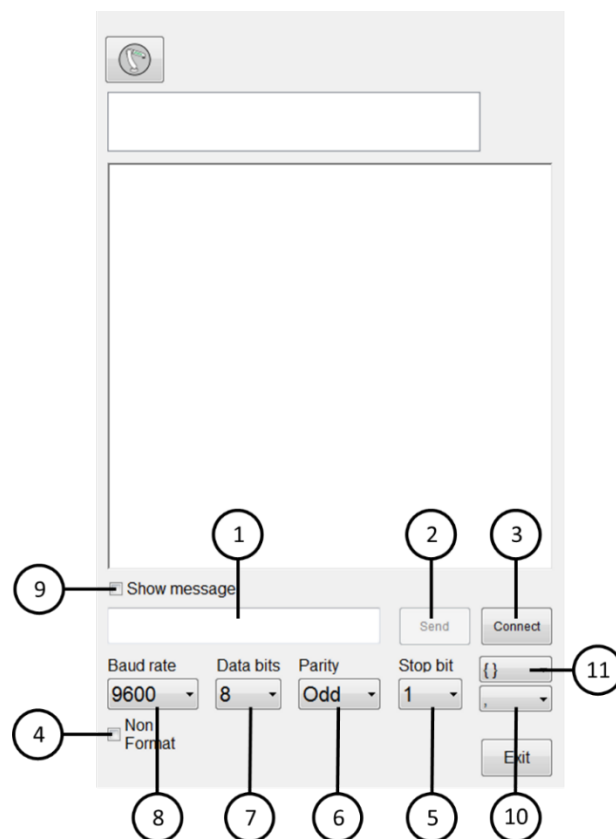 1
2
3
9
Show message
Send
Connect
Baud rate
Data bits
Parity
Stop bit
{ }
11
9600
8
Odd
1
,
4
Non
Format
Exit
8
7
6
5
10